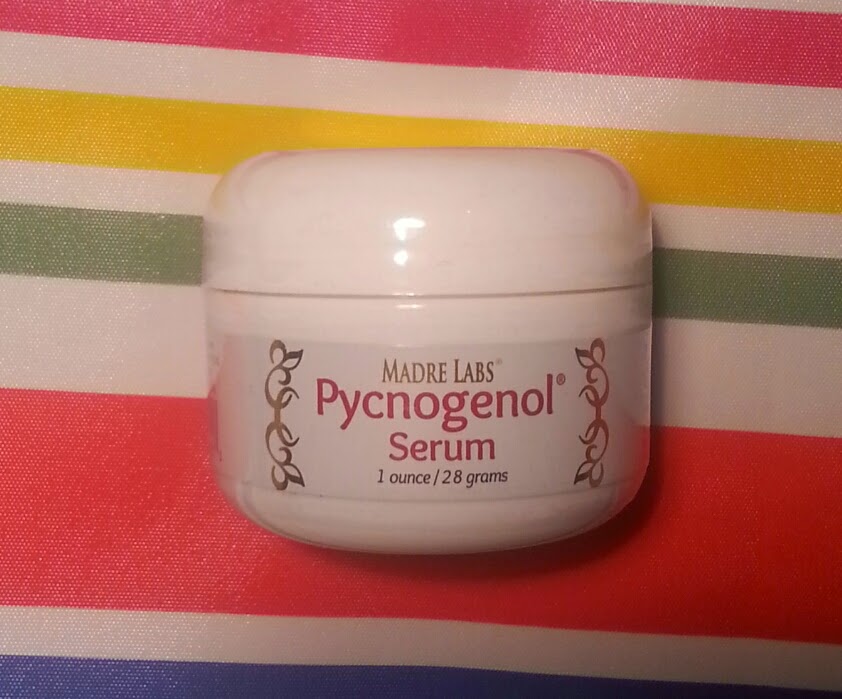 MADRE LABS®
Pycnogenol®
Serum
1 ounce / 28 grams